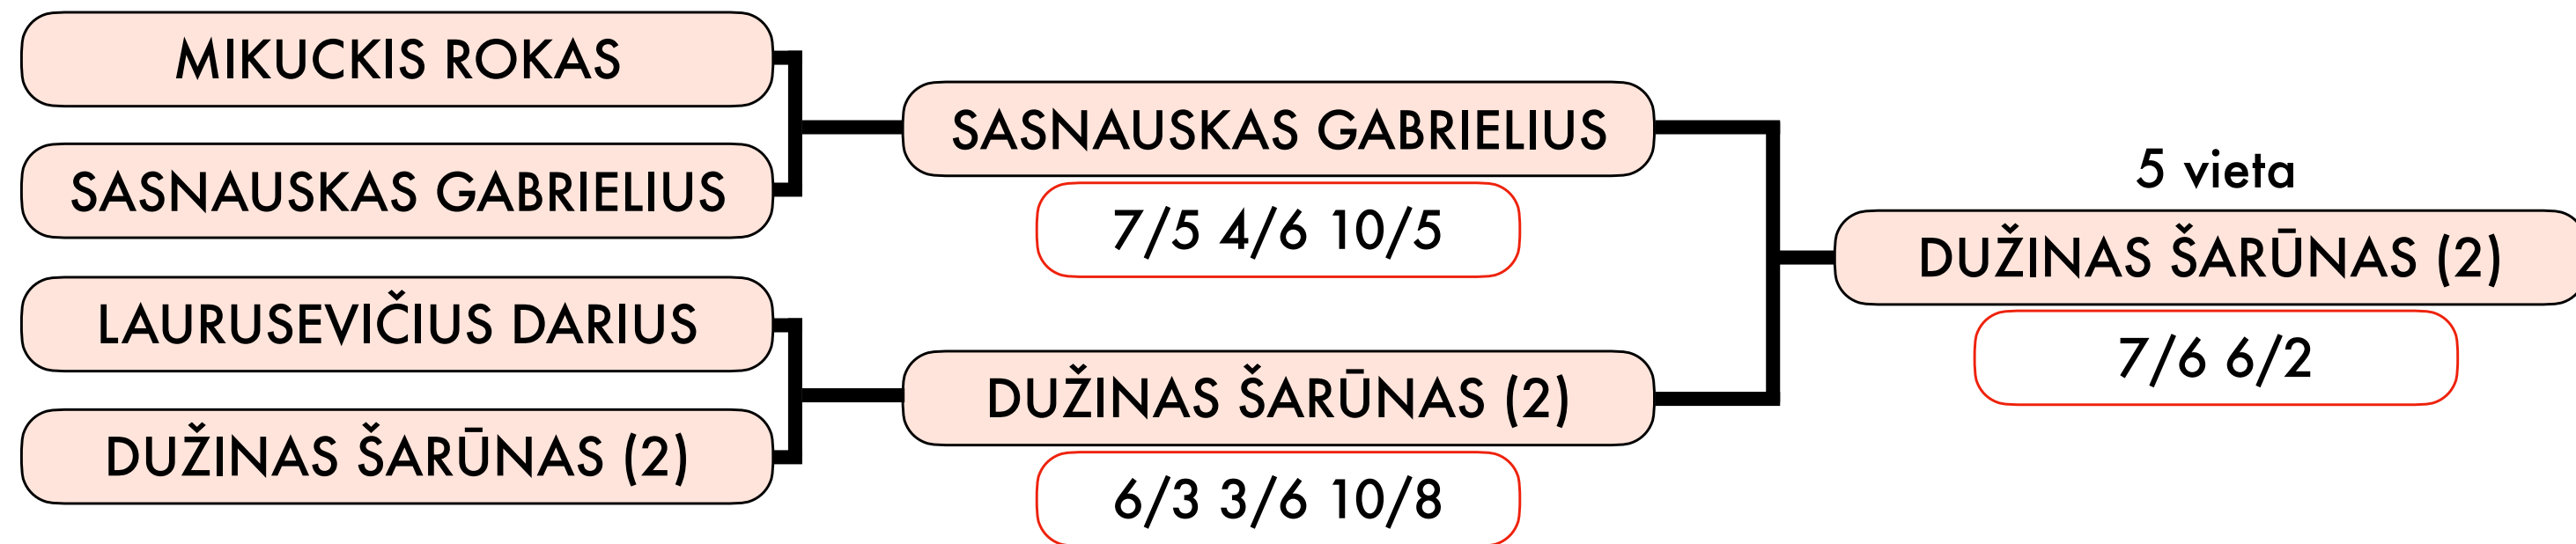 MIKUCKIS ROKAS
SASNAUSKAS GABRIELIUS
LAURUSEVIČIUS DARIUS
DUŽINAS ŠARŪNAS (2)
SASNAUSKAS GABRIELIUS
7/5 4/6 10/5
DUŽINAS ŠARŪNAS (2)
6/3 3/6 10/8
5 vieta
DUŽINAS ŠARŪNAS (2)
7/6 6/2